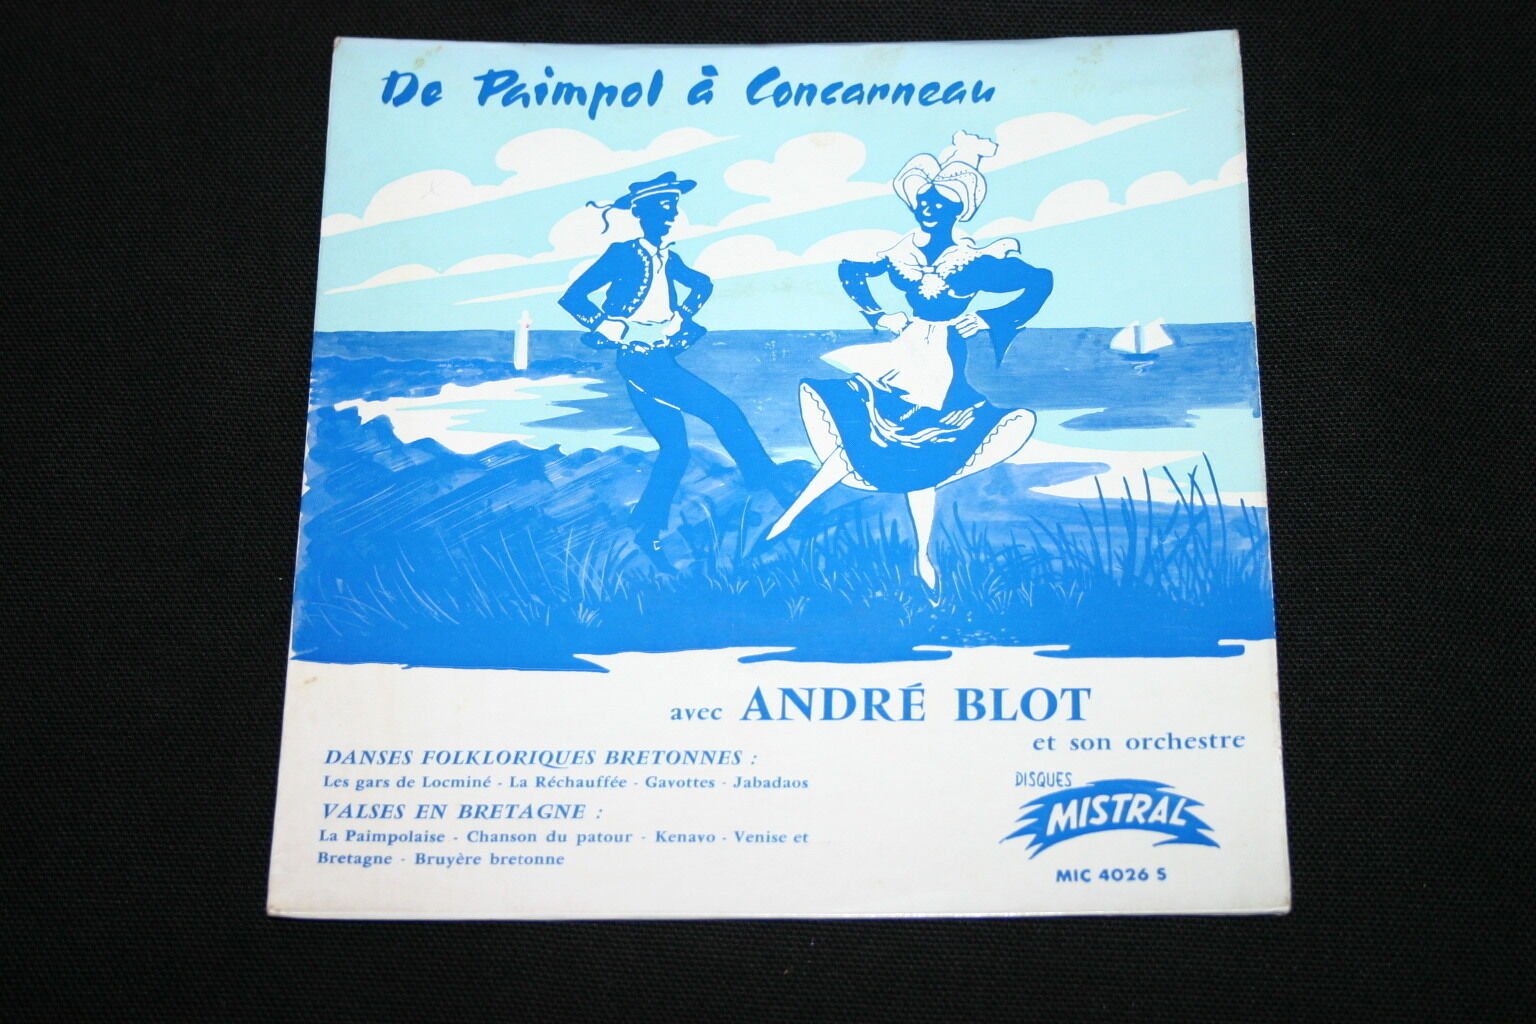 De Paimpol à Concarneau
avec ANDRÉ BLOT
et son orchestre
DANSES FOLKLORIQUES BRETONNES :
Les gars de Locminé - La Réchauffée - Gavottes - Jabadaos
VALSES EN BRETAGNE :
La Paimpolaise - Chanson du patour - Kenavo - Venise et
Bretagne - Bruyère bretonne
DISQUES
MISTRAL
MIC 4026 S